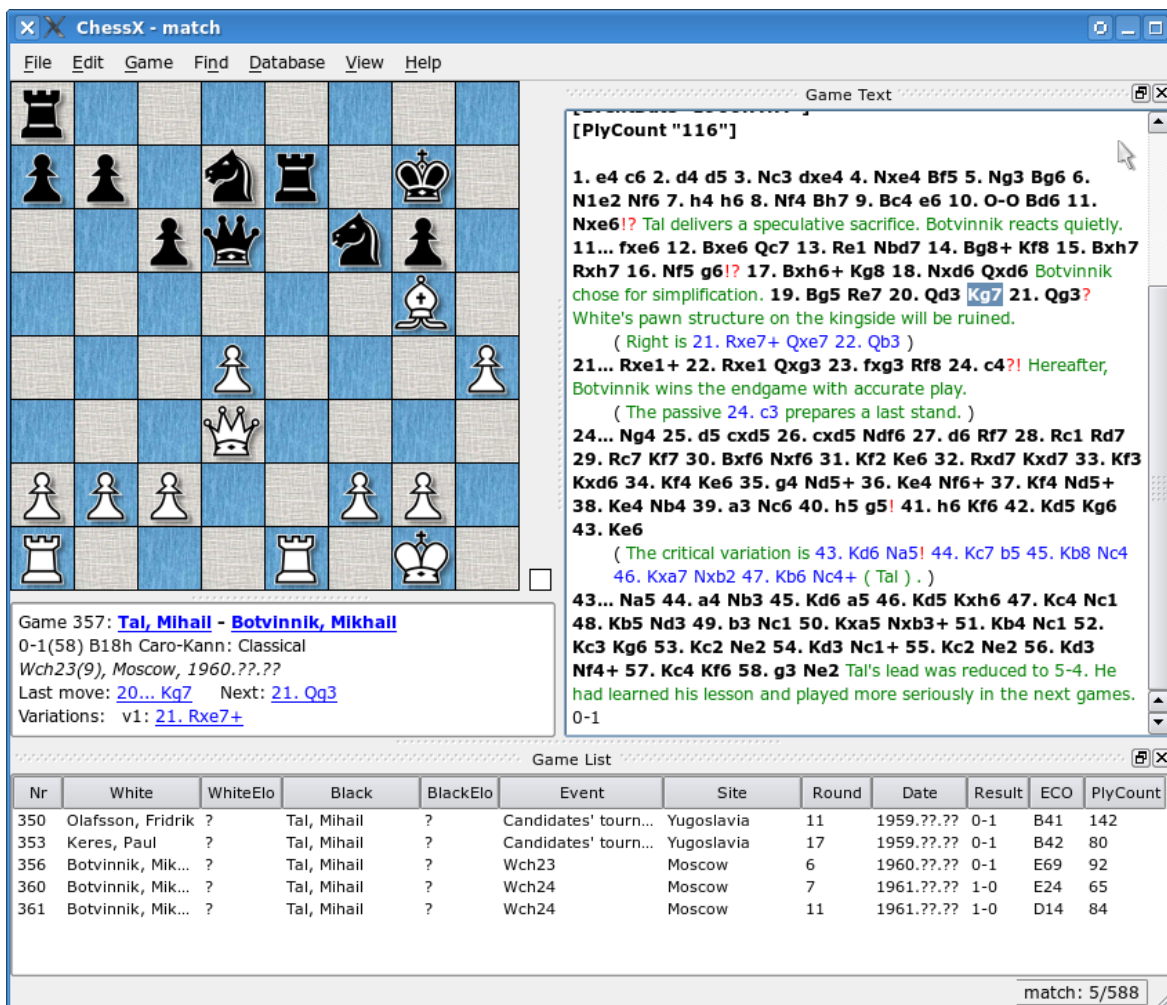 ChessX - match
File Edit Game Find Database View Help
Game Text
[PlyCount "116"]
1. e4 c6 2. d4 d5 3. Nc3 dxe4 4. Nxe4 Bf5 5. Ng3 Bg6 6.
N1e2 Nf6 7. h4 h6 8. Nf4 Bh7 9. Bc4 e6 10. O-O Bd6 11.
Nxe6!? Tal delivers a speculative sacrifice. Botvinnik reacts quietly.
11... fxe6 12. Bxe6 Qc7 13. Re1 Nbd7 14. Bg8+ Kf8 15. Bxh7
Rxh7 16. Nf5 g6!? 17. Bxh6+ Kg8 18. Nxd6 Qxd6 Botvinnik
chose for simplification. 19. Bg5 Re7 20. Qd3 Kg7 21. Qg3?
White's pawn structure on the kingside will be ruined.
( Right is 21. Rxe7+ Qxe7 22. Qb3 )
21... Rxe1+ 22. Rxe1 Qxg3 23. fxg3 Rf8 24. c4?! Hereafter,
Botvinnik wins the endgame with accurate play.
( The passive 24. c3 prepares a last stand. )
24... Ng4 25. d5 cxd5 26. cxd5 Ndf6 27. d6 Rf7 28. Rc1 Rd7
29. Rc7 Kf7 30. Bxf6 Nxf6 31. Kf2 Ke6 32. Rxd7 Kxd7 33. Kf3
Kxd6 34. Kf4 Ke6 35. g4 Nd5+ 36. Ke4 Nf6+ 37. Kf4 Nd5+
38. Ke4 Nb4 39. a3 Nc6 40. h5 g5! 41. h6 Kf6 42. Kd5 Kg6
43. Ke6
( The critical variation is 43. Kd6 Na5! 44. Kc7 b5 45. Kb8 Nc4
46. Kxa7 Nxb2 47. Kb6 Nc4+ ( Tal ) . )
43... Na5 44. a4 Nb3 45. Kd6 a5 46. Kd5 Kxh6 47. Kc4 Nc1
48. Kb5 Nd3 49. b3 Nc1 50. Kxa5 Nxb3+ 51. Kb4 Nc1 52.
Kc3 Kg6 53. Kc2 Ne2 54. Kd3 Nc1+ 55. Kc2 Ne2 56. Kd3
Nf4+ 57. Kc4 Kf6 58. g3 Ne2 Tal's lead was reduced to 5-4. He
had learned his lesson and played more seriously in the next games.
0-1
Game 357: Tal, Mihail - Botvinnik, Mikhail
0-1(58) B18h Caro-Kann: Classical
Wch23(9), Moscow, 1960.??.??
Last move: 20... Kg7 Next: 21. Qg3
Variations: v1: 21. Rxe7+
Game List
Nr White WhiteElo Black BlackElo Event Site Round Date Result ECO PlyCount
350 Olafsson, Fridrik ? Tal, Mihail ? Candidates' tourn... Yugoslavia 11 1959.??.?? 0-1 B41 142
353 Keres, Paul ? Tal, Mihail ? Candidates' tourn... Yugoslavia 17 1959.??.?? 0-1 B42 80
356 Botvinnik, Mik... ? Tal, Mihail ? Wch23 Moscow 6 1960.??.?? 0-1 E69 92
360 Botvinnik, Mik... ? Tal, Mihail ? Wch24 Moscow 7 1961.??.?? 1-0 E24 65
361 Botvinnik, Mik... ? Tal, Mihail ? Wch24 Moscow 11 1961.??.?? 1-0 D14 84
match: 5/588